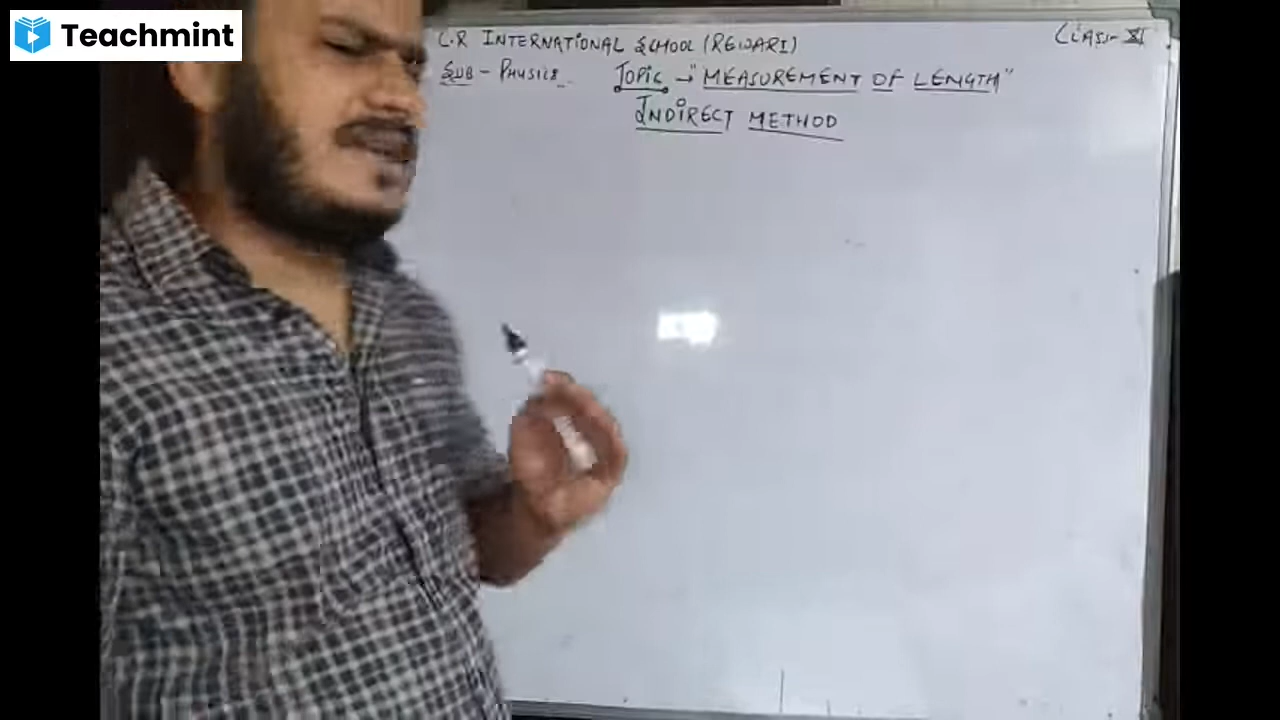 Teachmint
L.R INTERNATIONAL SCHOOL (REWARI)
CLASS-XI
SUB - PHYSICS
TOPIC → "MEASUREMENT OF LENGTH"
INDIRECT METHOD